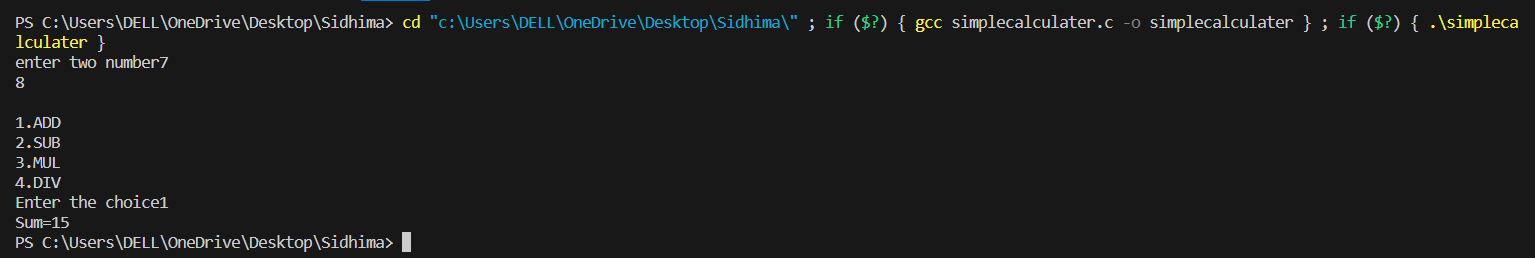 PS C:\Users\DELL\OneDrive\Desktop\Sidhima> cd "c:\Users\DELL\OneDrive\Desktop\Sidhima\" ; if ($?) { gcc simplecalculater.c -o simplecalculater } ; if ($?) { .\simpleca
lculater }
enter two number7
8
1.ADD
2.SUB
3.MUL
4.DIV
Enter the choice1
Sum=15
PS C:\Users\DELL\OneDrive\Desktop\Sidhima>